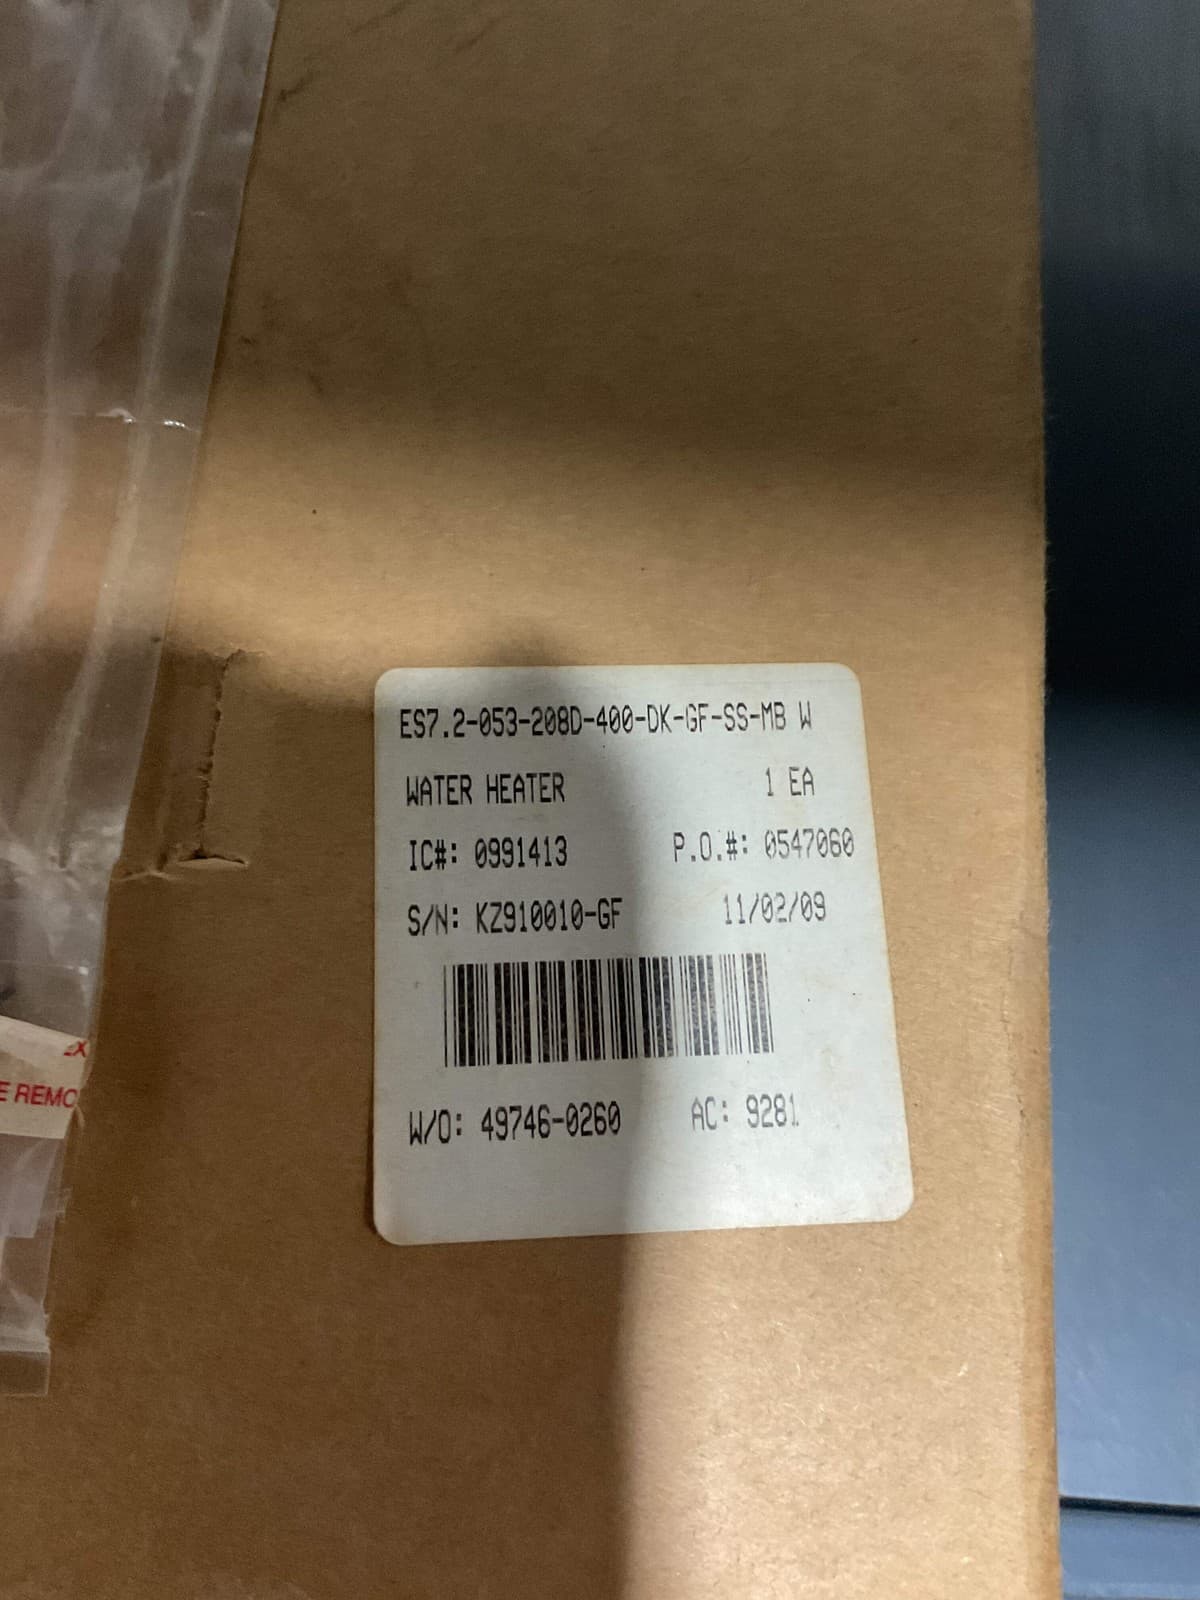 ES7.2-053-208D-400-DK-GF-SS-MB W
WATER HEATER 1 EA
IC#: 0991413 P.O.#: 0547060
S/N: KZ910010-GF 11/02/09
W/O: 49746-0260 AC: 9281
EX
E REMO